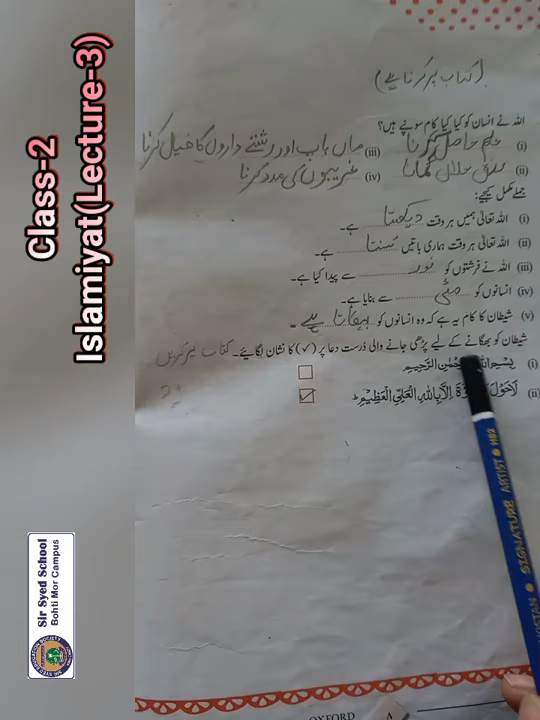 Class-2
Islamiyat(Lecture-3)
Sir Syed School
Bohti Mor Campus
(کتاب پر کرنا ہے)
اللہ نے انسان کو کیا کیا کام سونپے ہیں؟
(i) علم حاصل کرنا (iii) ماں باپ اور رشتے داروں کا خیال کرنا
(ii) رزق حلال کمانا (iv) غریبوں کی مدد کرنا
جملے مکمل کیجیے:
(i) اللہ تعالیٰ ہمیں ہر وقت دیکھتا ہے۔
(ii) اللہ تعالیٰ ہر وقت ہماری باتیں سنتا ہے۔
(iii) اللہ نے فرشتوں کو نور سے پیدا کیا ہے۔
(iv) انسانوں کو مٹی سے بنایا ہے۔
(v) شیطان کا کام یہ ہے کہ وہ انسانوں کو بہکاتا ہے۔
شیطان کو بھگانے کے لیے پڑھی جانے والی درست دعا پر (✓) کا نشان لگائیے۔ کتاب پر کریں
(i) بِسْمِ اللہِ الرَّحْمٰنِ الرَّحِیْمِ
(ii) لَاحَوْلَ اِلَّا بِاللہِ الْعَلِیِّ الْعَظِیْمِ ✓
SIGNATURE ARTIST HB2
OXFORD